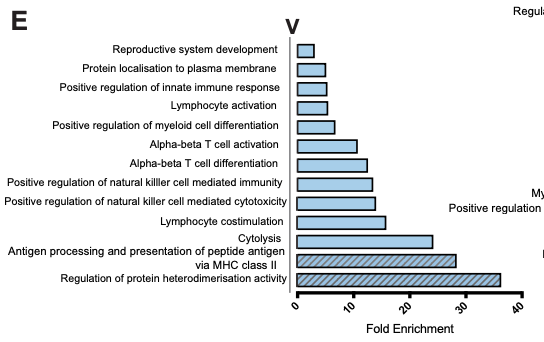 E
V
Regula
Reproductive system development
Protein localisation to plasma membrane
Positive regulation of innate immune response
Lymphocyte activation
Positive regulation of myeloid cell differentiation
Alpha-beta T cell activation
Alpha-beta T cell differentiation
Positive regulation of natural killer cell mediated immunity
My
Positive regulation of natural killer cell mediated cytotoxicity
Positive regulation
Lymphocyte costimulation
Cytolysis
Antigen processing and presentation of peptide antigen
via MHC class II
Regulation of protein heterodimerisation activity
0 10 20 30 40
Fold Enrichment